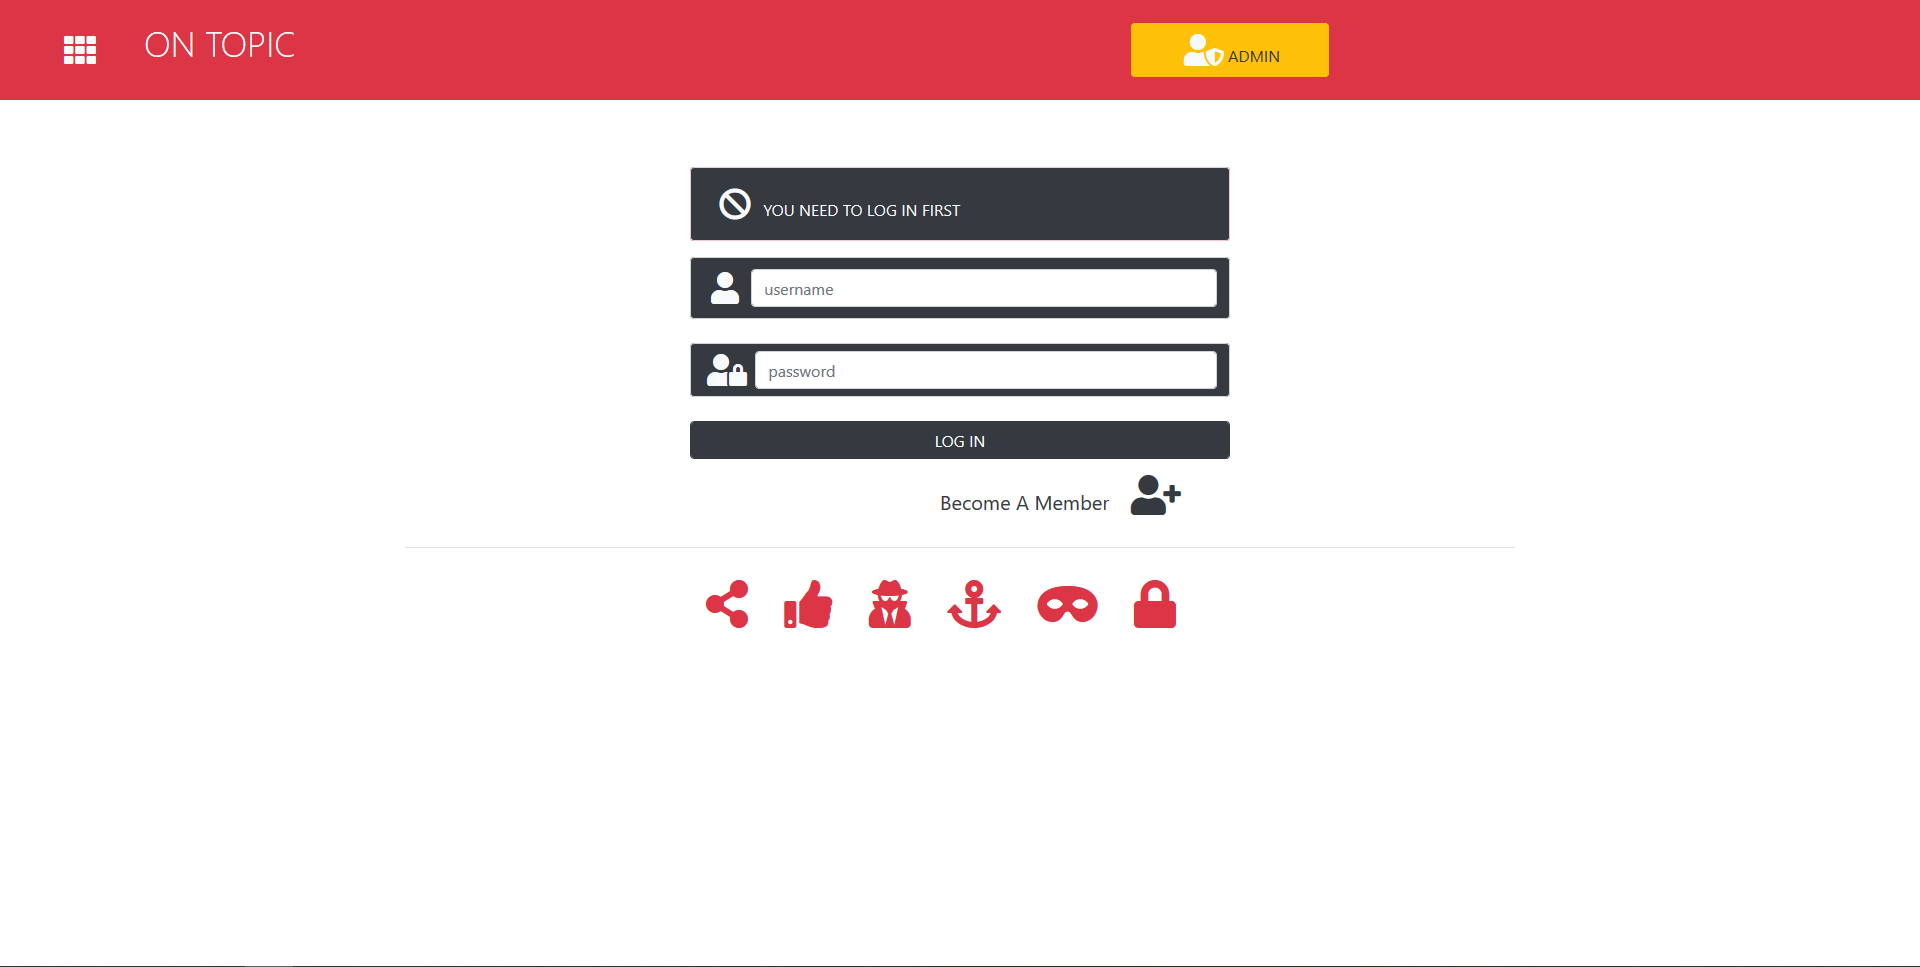 ON TOPIC
ADMIN
YOU NEED TO LOG IN FIRST
username
password
LOG IN
Become A Member